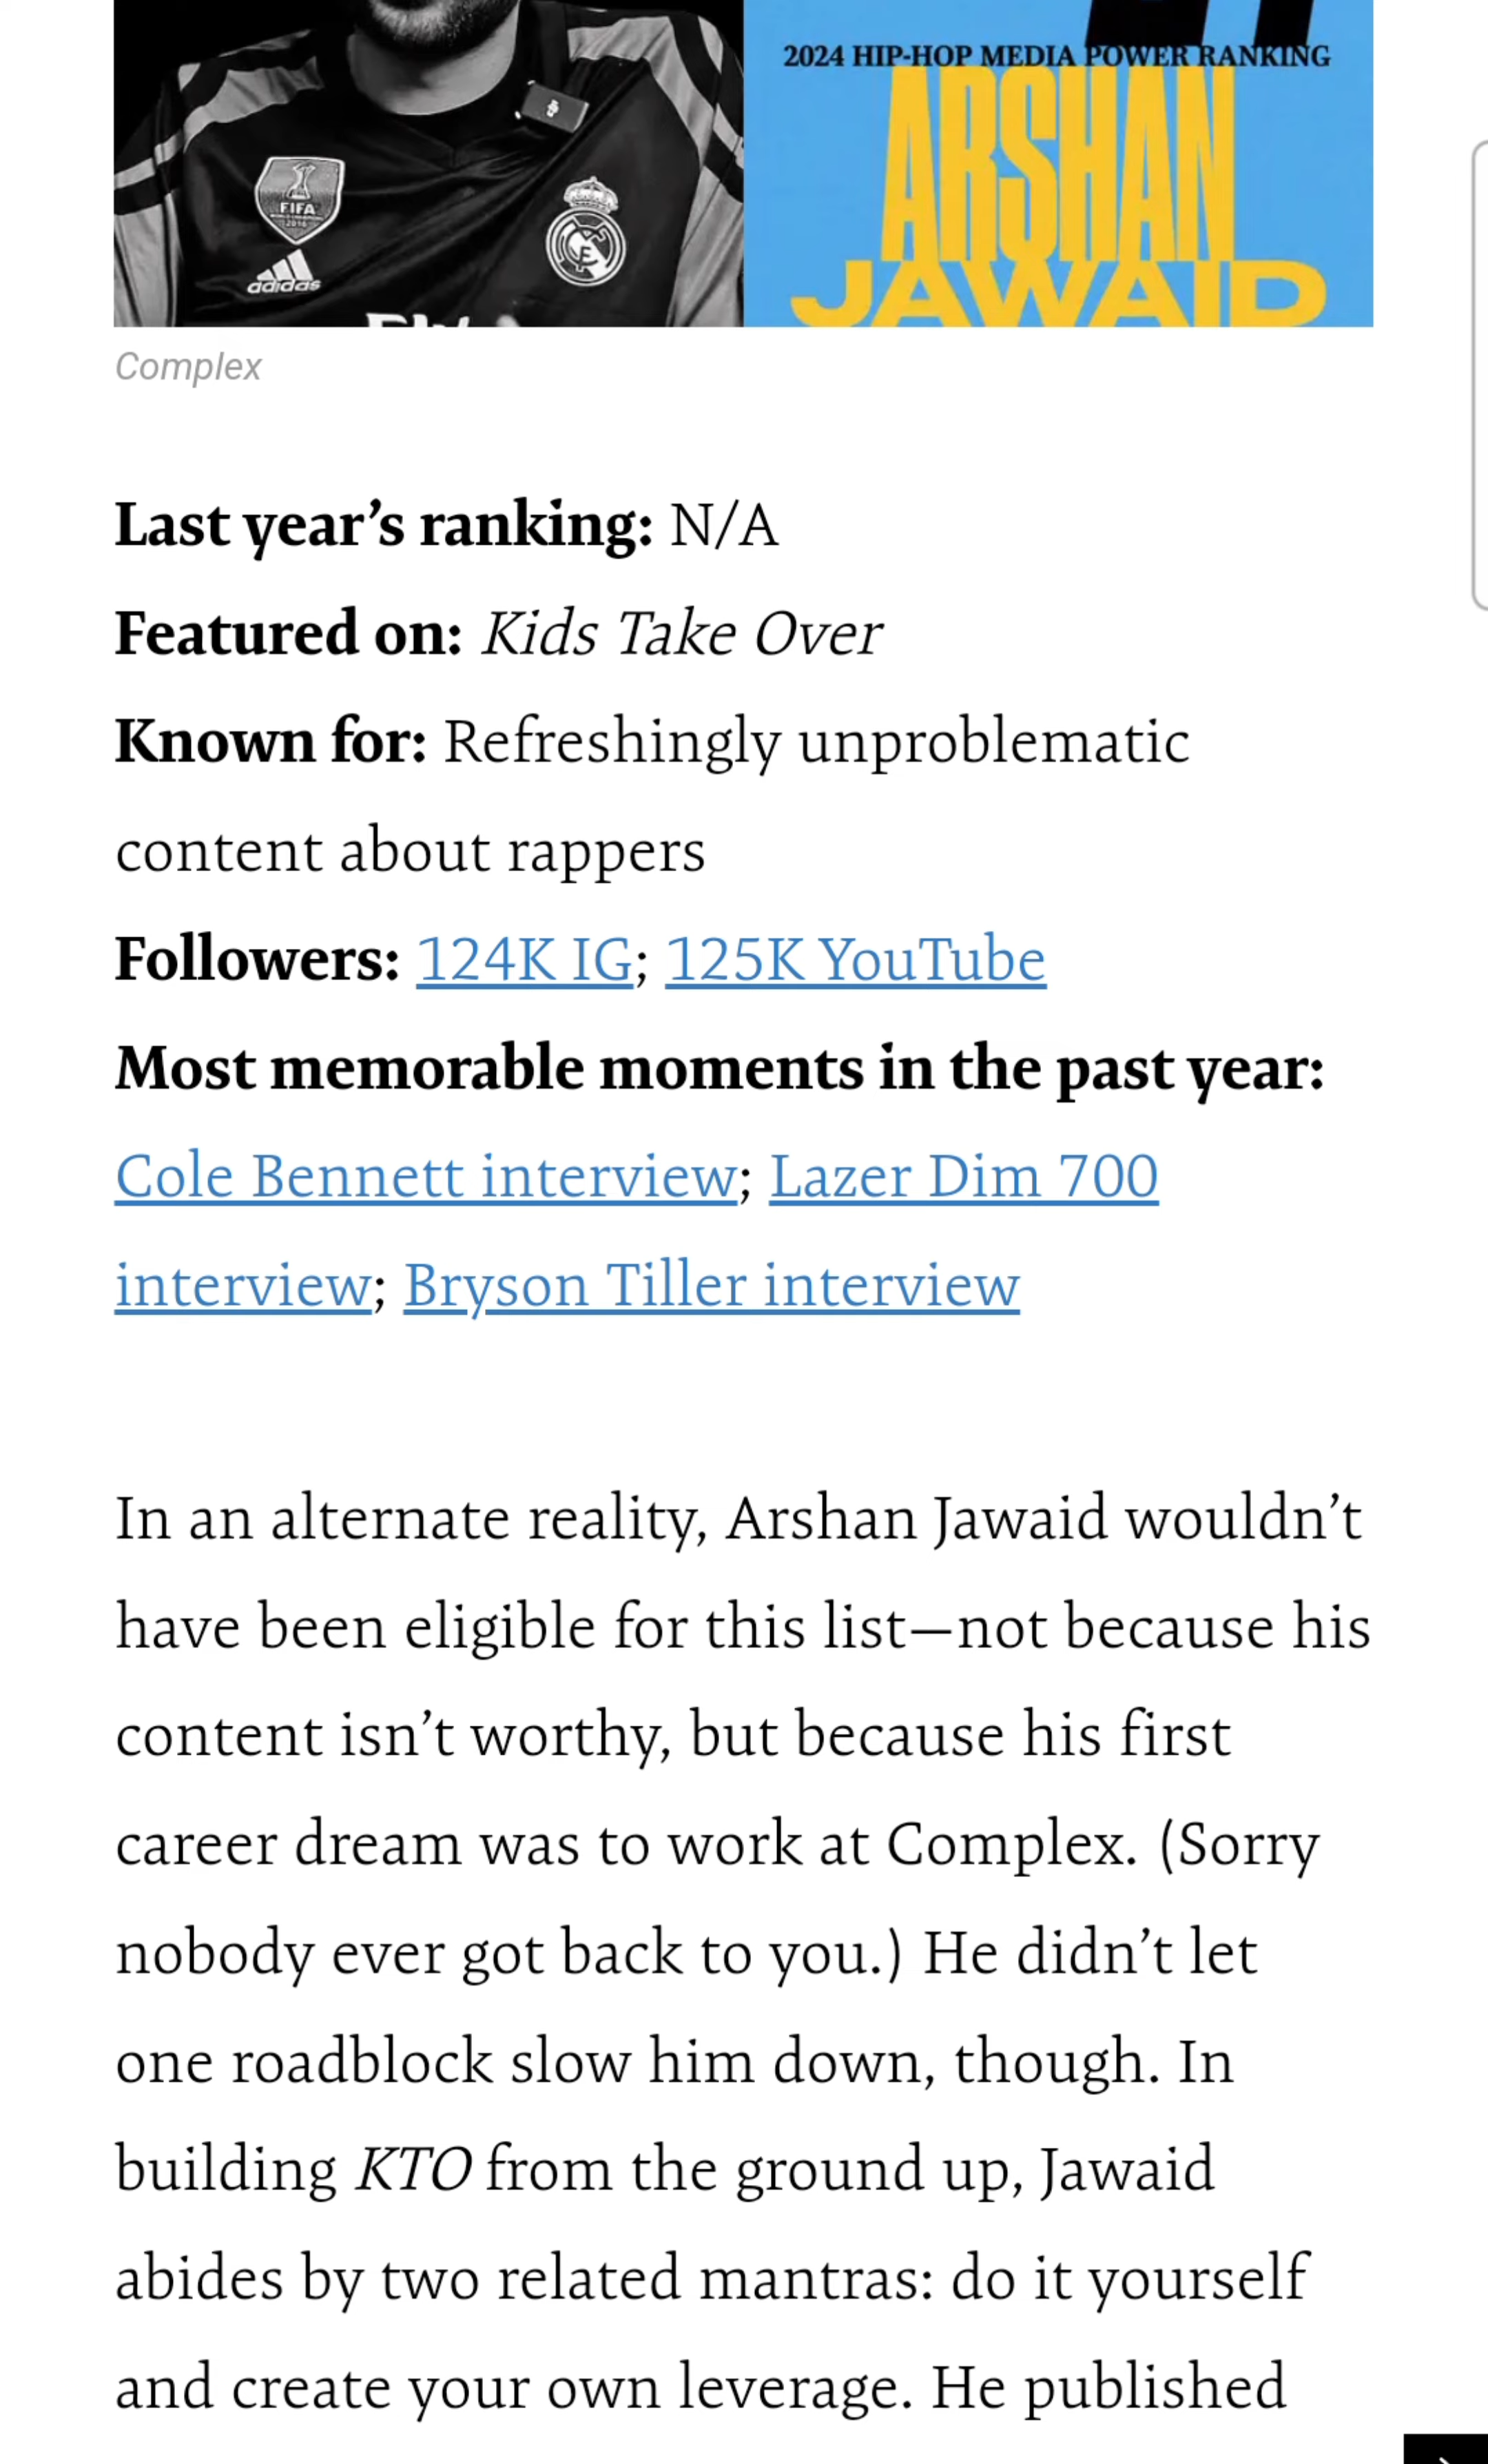 2024 HIP-HOP MEDIA POWER RANKING
ARSHAN
JAWAID
FIFA
2016
adidas
Complex
Last year’s ranking: N/A
Featured on: Kids Take Over
Known for: Refreshingly unproblematic
content about rappers
Followers: 124K IG; 125K YouTube
Most memorable moments in the past year:
Cole Bennett interview; Lazer Dim 700
interview; Bryson Tiller interview
In an alternate reality, Arshan Jawaid wouldn’t
have been eligible for this list—not because his
content isn’t worthy, but because his first
career dream was to work at Complex. (Sorry
nobody ever got back to you.) He didn’t let
one roadblock slow him down, though. In
building KTO from the ground up, Jawaid
abides by two related mantras: do it yourself
and create your own leverage. He published